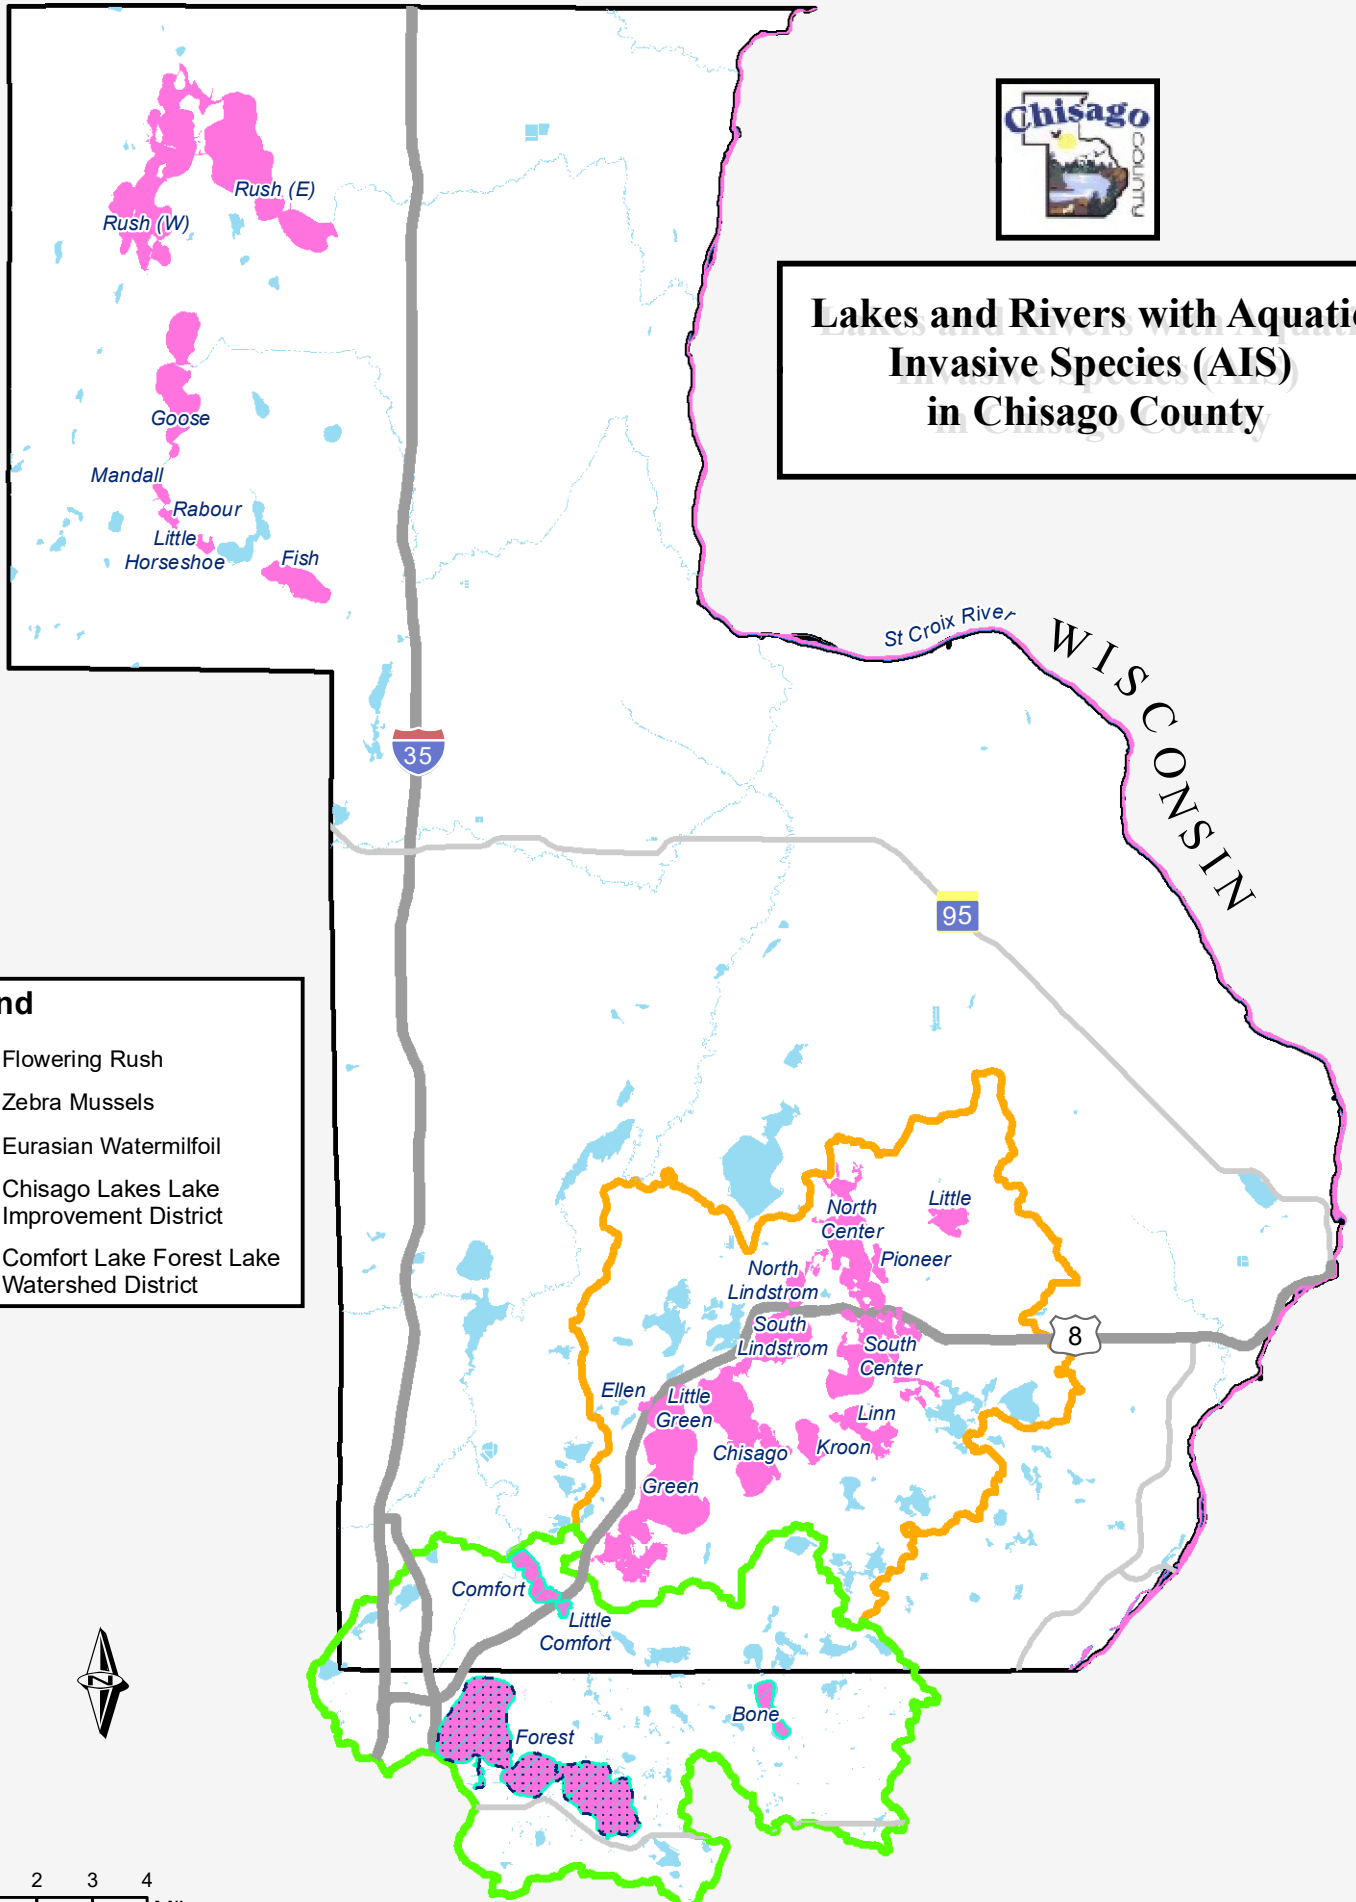 Chisago
COUNTY
Lakes and Rivers with Aquatic
Invasive Species (AIS)
in Chisago County
Rush (E)
Rush (W)
Goose
Mandall
Rabour
Little
Horseshoe
Fish
St Croix River
WISCONSIN
35
95
nd
Flowering Rush
Zebra Mussels
Eurasian Watermilfoil
Chisago Lakes Lake
Improvement District
Comfort Lake Forest Lake
Watershed District
North
Center
Little
Pioneer
North
Lindstrom
South
Lindstrom
South
Center
8
Ellen
Little
Green
Linn
Kroon
Chisago
Green
Comfort
Little
Comfort
N
Bone
Forest
2 3 4